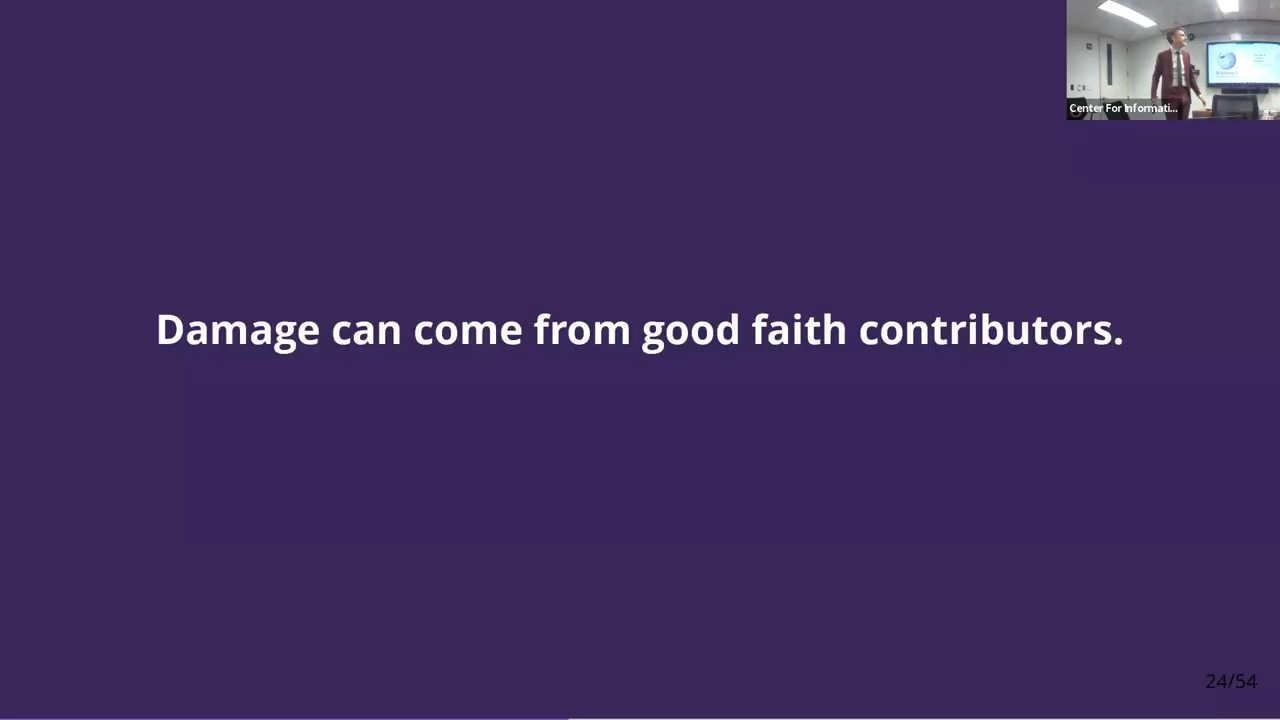 Center For Informati...
Damage can come from good faith contributors.
24/54